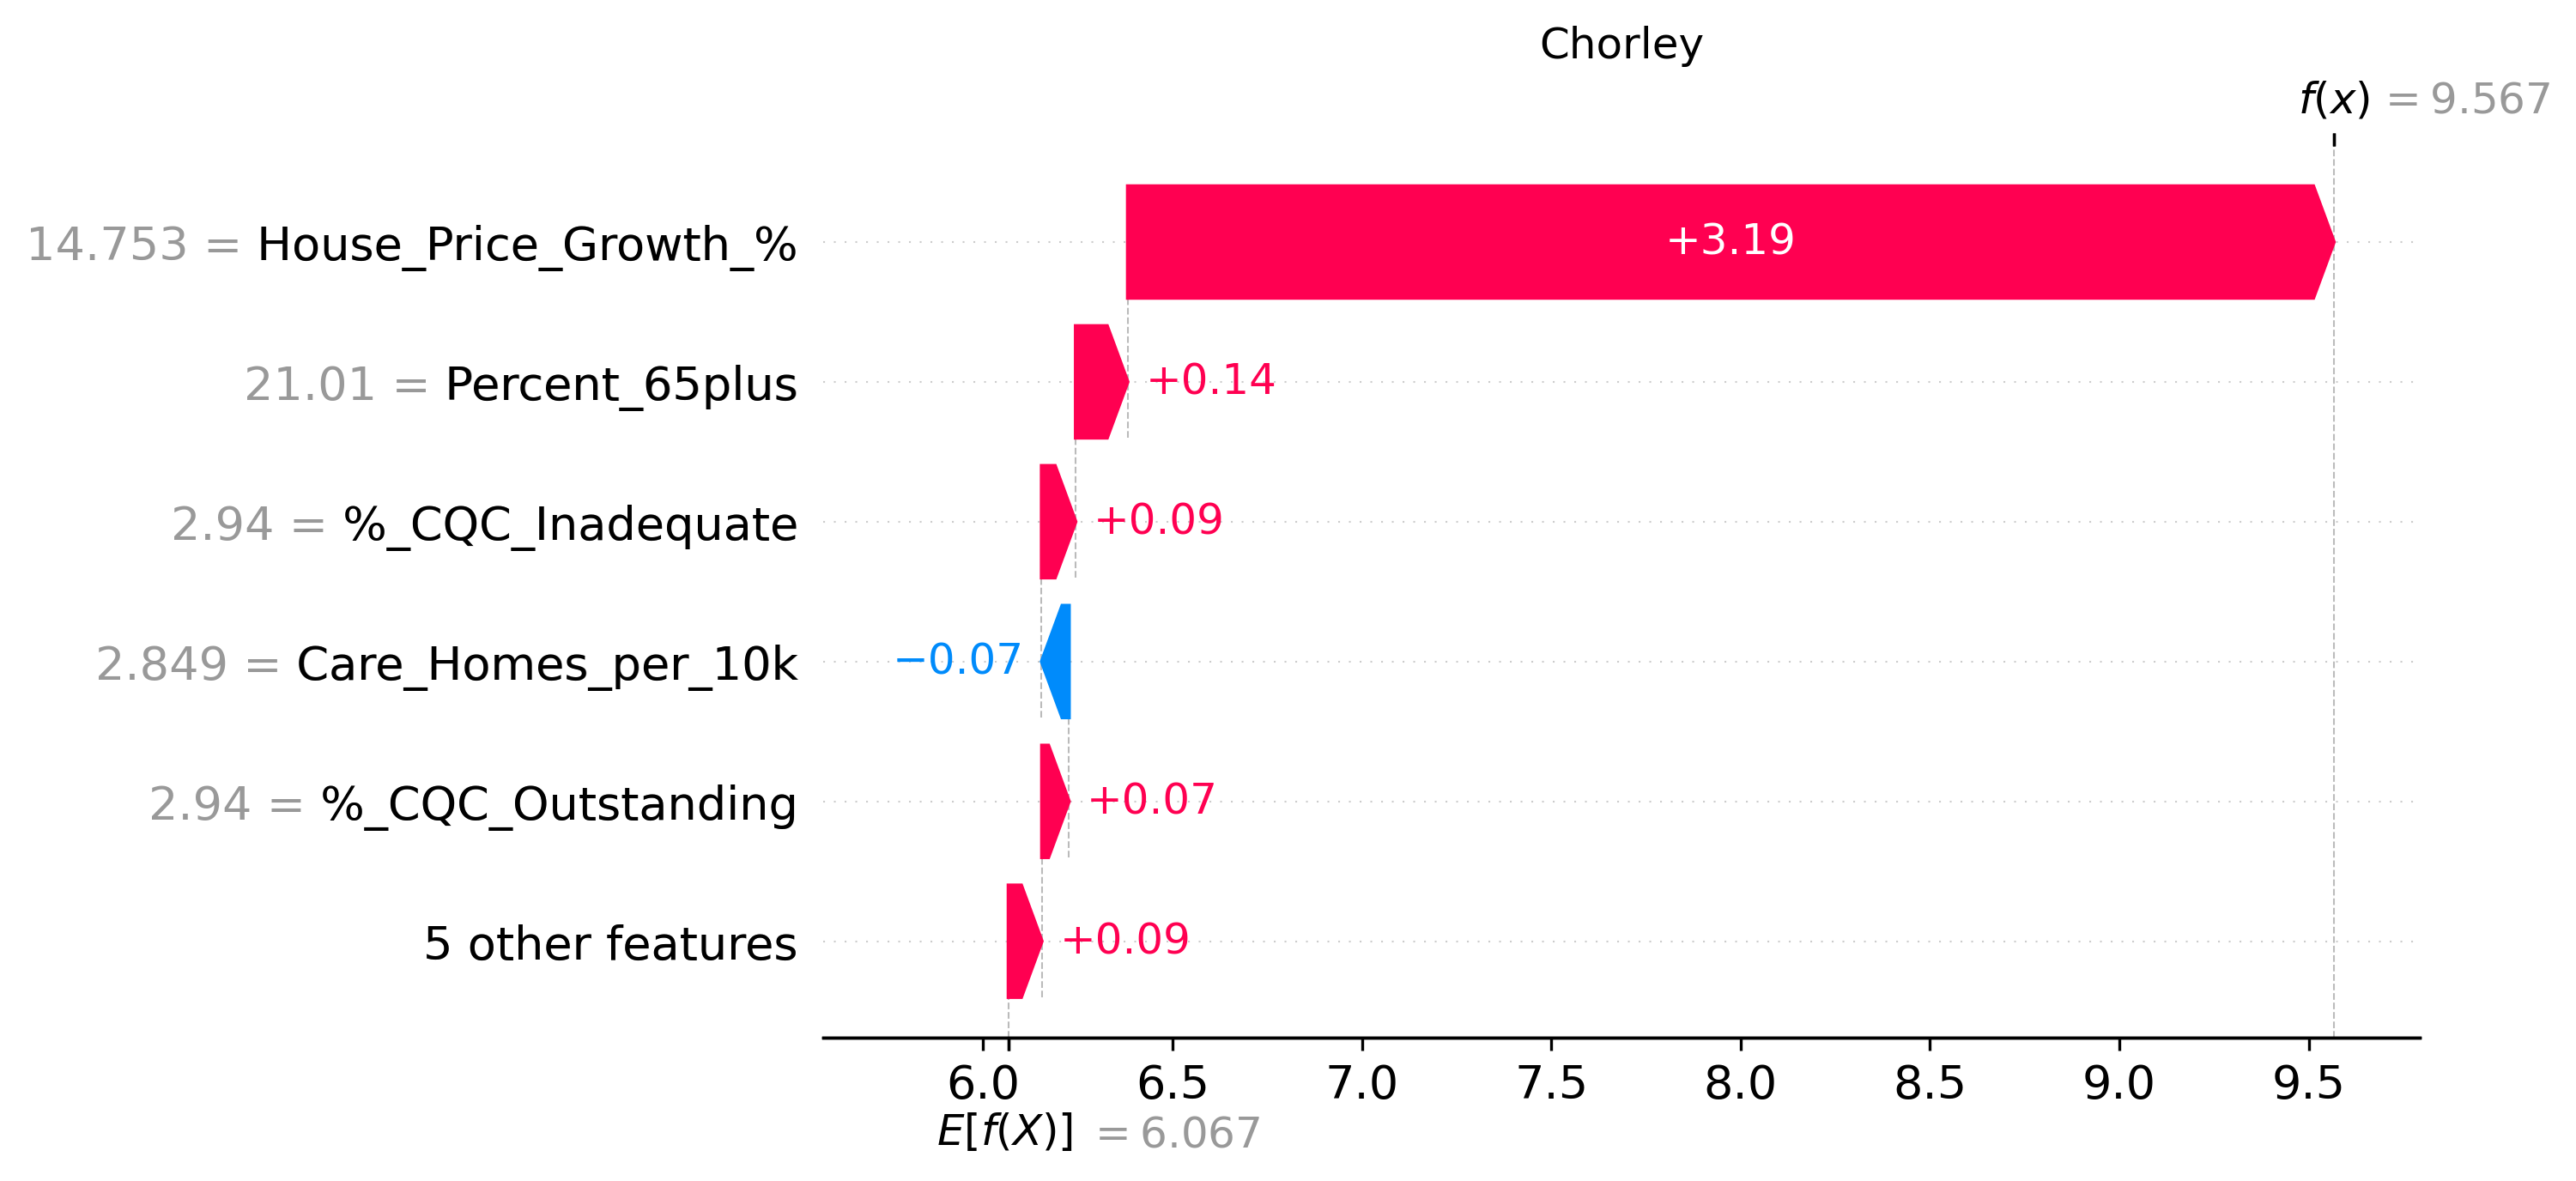 Chorley
f(x) = 9.567
14.753 = House_Price_Growth_%
+3.19
21.01 = Percent_65plus
+0.14
2.94 = %_CQC_Inadequate
+0.09
2.849 = Care_Homes_per_10k
−0.07
2.94 = %_CQC_Outstanding
+0.07
5 other features
+0.09
6.0 6.5 7.0 7.5 8.0 8.5 9.0 9.5
E[f(X)] = 6.067